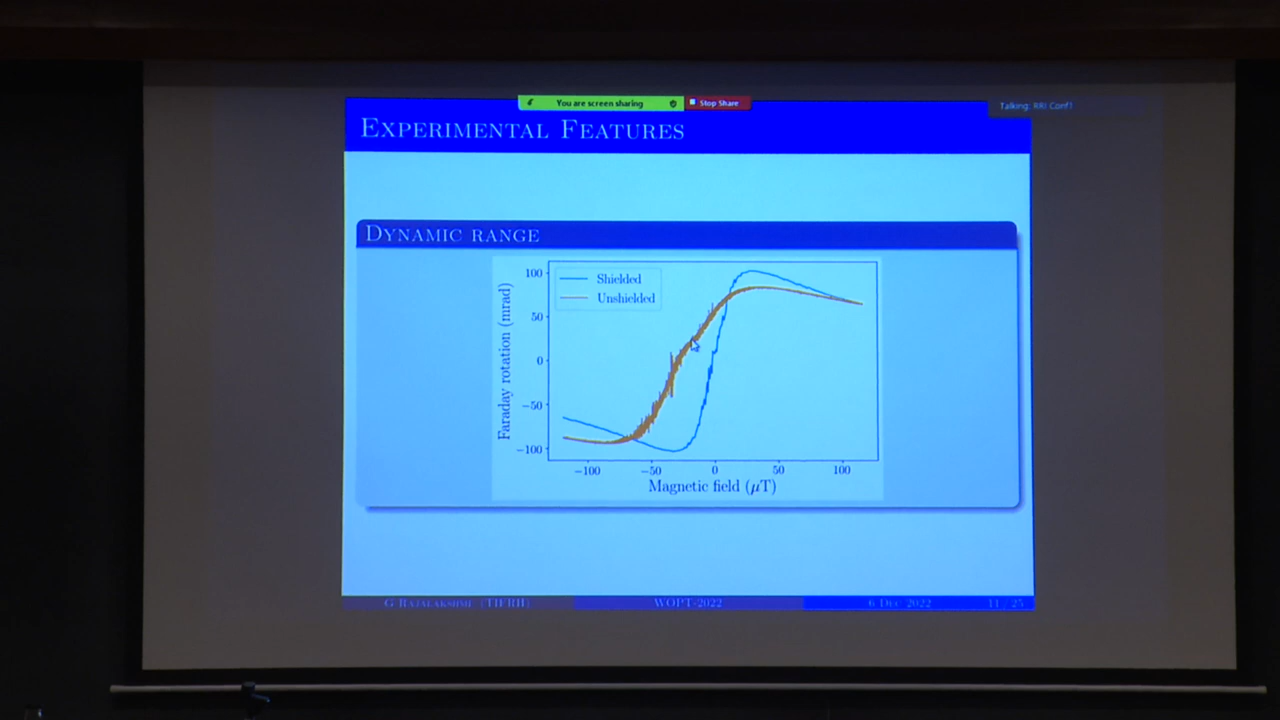 You are screen sharing
Stop Share
Talking: RRI Conf1
EXPERIMENTAL FEATURES
DYNAMIC RANGE
Shielded
Unshielded
100
50
0
−50
−100
Faraday rotation (mrad)
−100 −50 0 50 100
Magnetic field (μT)
G RAJALAKSHMI (TIFRH) WOPT-2022 6 DEC 2022 11 / 25